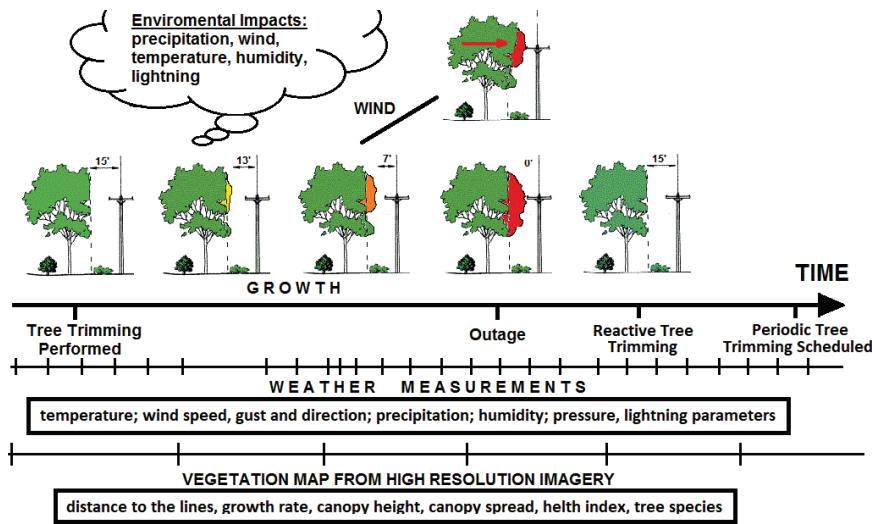 Enviromental Impacts:
precipitation, wind,
temperature, humidity,
lightning
WIND
15'
13'
7'
0'
15'
TIME
GROWTH
Tree Trimming
Performed
Outage
Reactive Tree
Trimming
Periodic Tree
Trimming Scheduled
WEATHER MEASUREMENTS
temperature; wind speed, gust and direction; precipitation; humidity; pressure, lightning parameters
VEGETATION MAP FROM HIGH RESOLUTION IMAGERY
distance to the lines, growth rate, canopy height, canopy spread, helth index, tree species